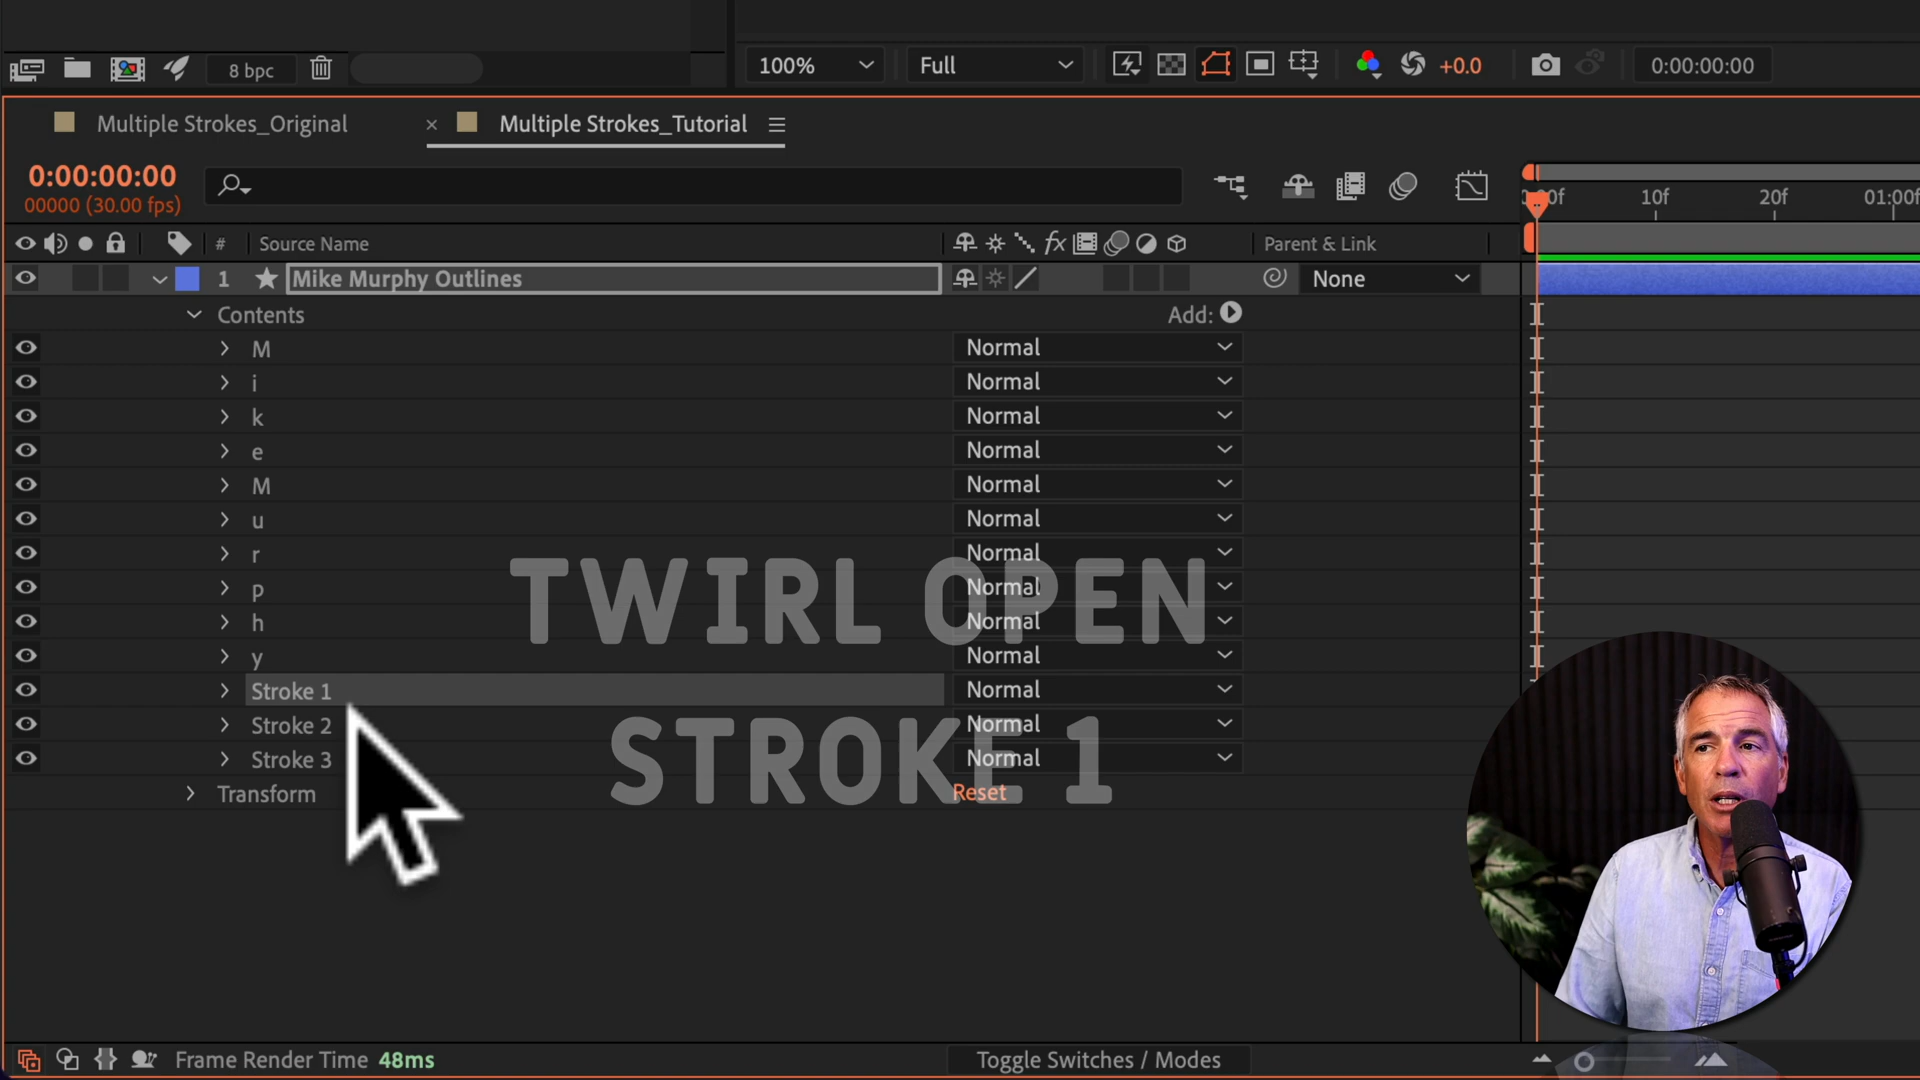 8 bpc
100%
Full
+0.0
0:00:00:00
Multiple Strokes_Original
× Multiple Strokes_Tutorial
0:00:00:00
00000 (30.00 fps)
10f
20f
01:00f
#
Source Name
fx
Parent & Link
1
Mike Murphy Outlines
None
Contents
Add:
M
Normal
i
Normal
k
Normal
e
Normal
M
Normal
u
Normal
r
Normal
p
Normal
h
Normal
y
Normal
Stroke 1
Normal
Stroke 2
Normal
Stroke 3
Normal
Transform
Reset
TWIRL OPEN
STROKE 1
Frame Render Time 48ms
Toggle Switches / Modes